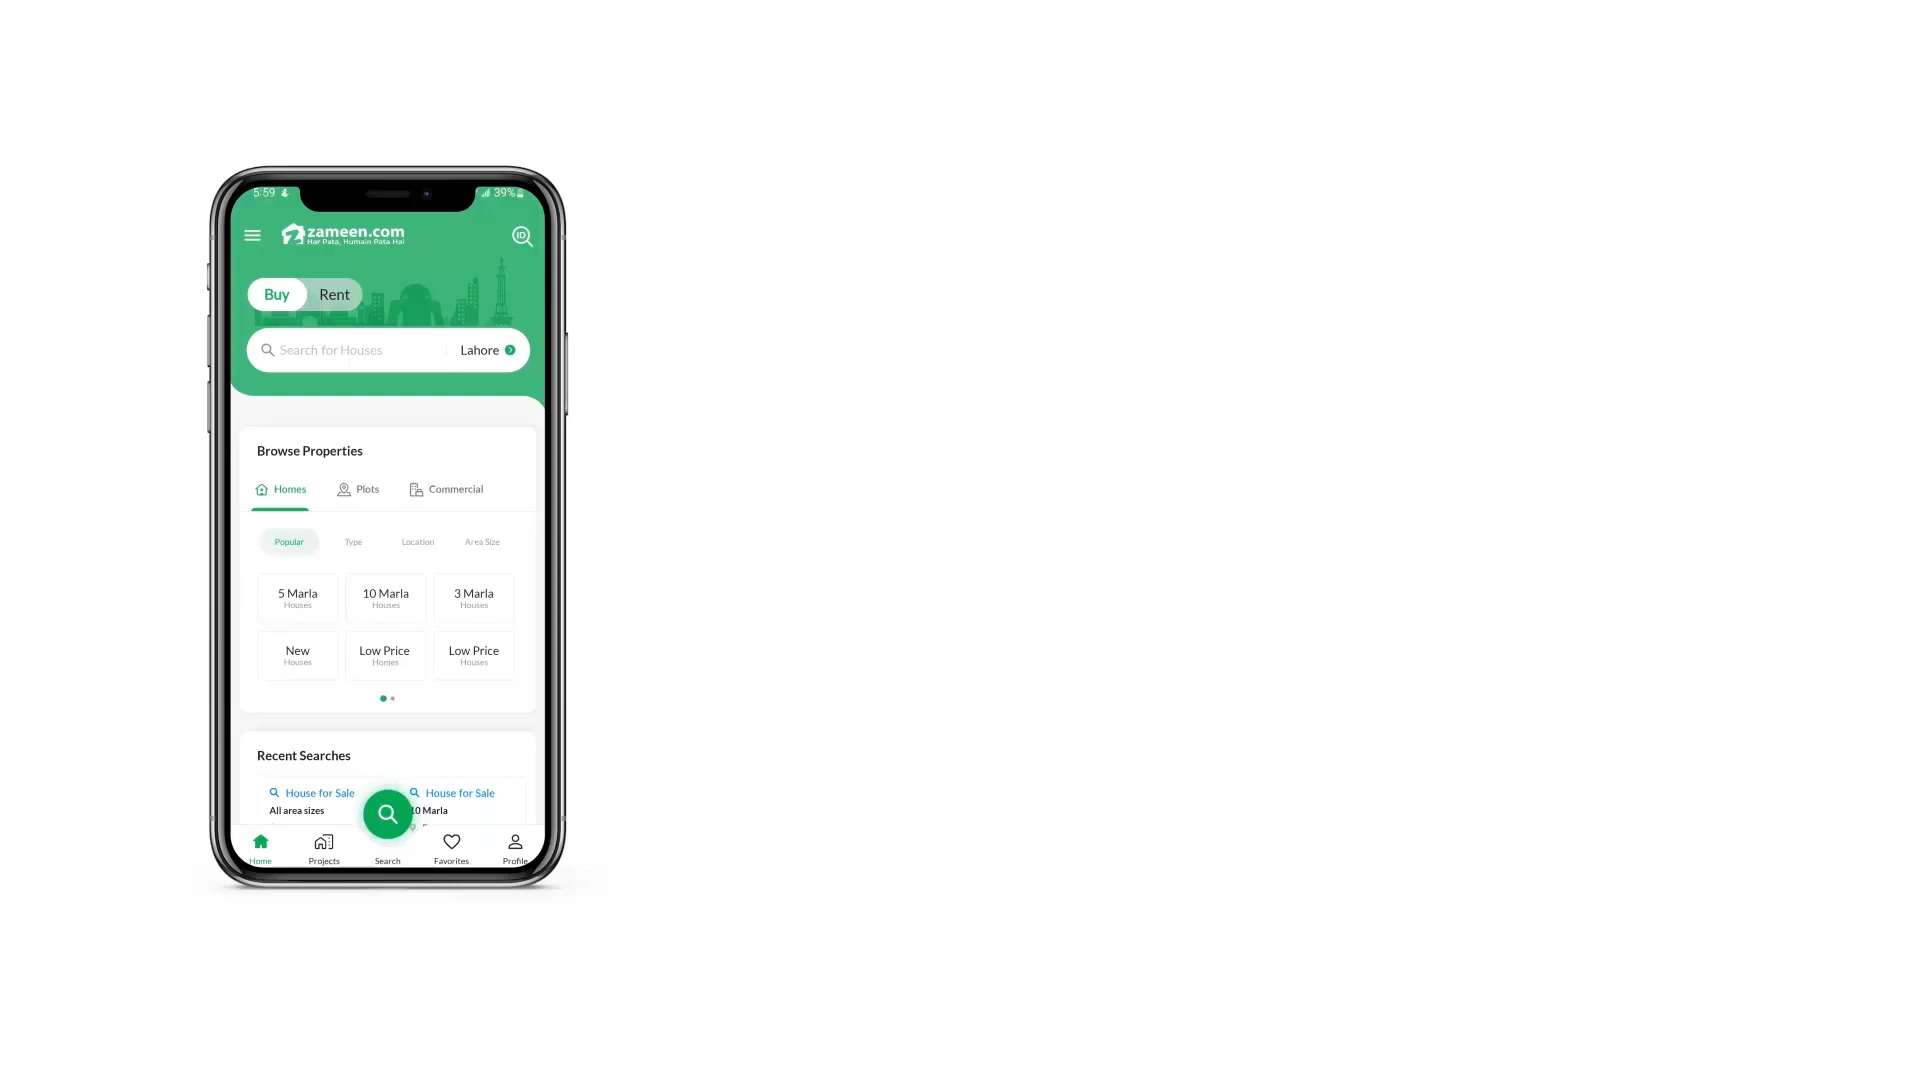 5:59
39%
zameen.com
Har Pata, Humain Pata Hai
ID
Buy Rent
Search for Houses Lahore
Browse Properties
Homes Plots Commercial
Popular Type Location Area Size
5 Marla 10 Marla 3 Marla
Houses Houses Houses
New Low Price Low Price
Houses Homes Houses
Recent Searches
House for Sale House for Sale
All area sizes 10 Marla
Home Projects Search Favorites Profile